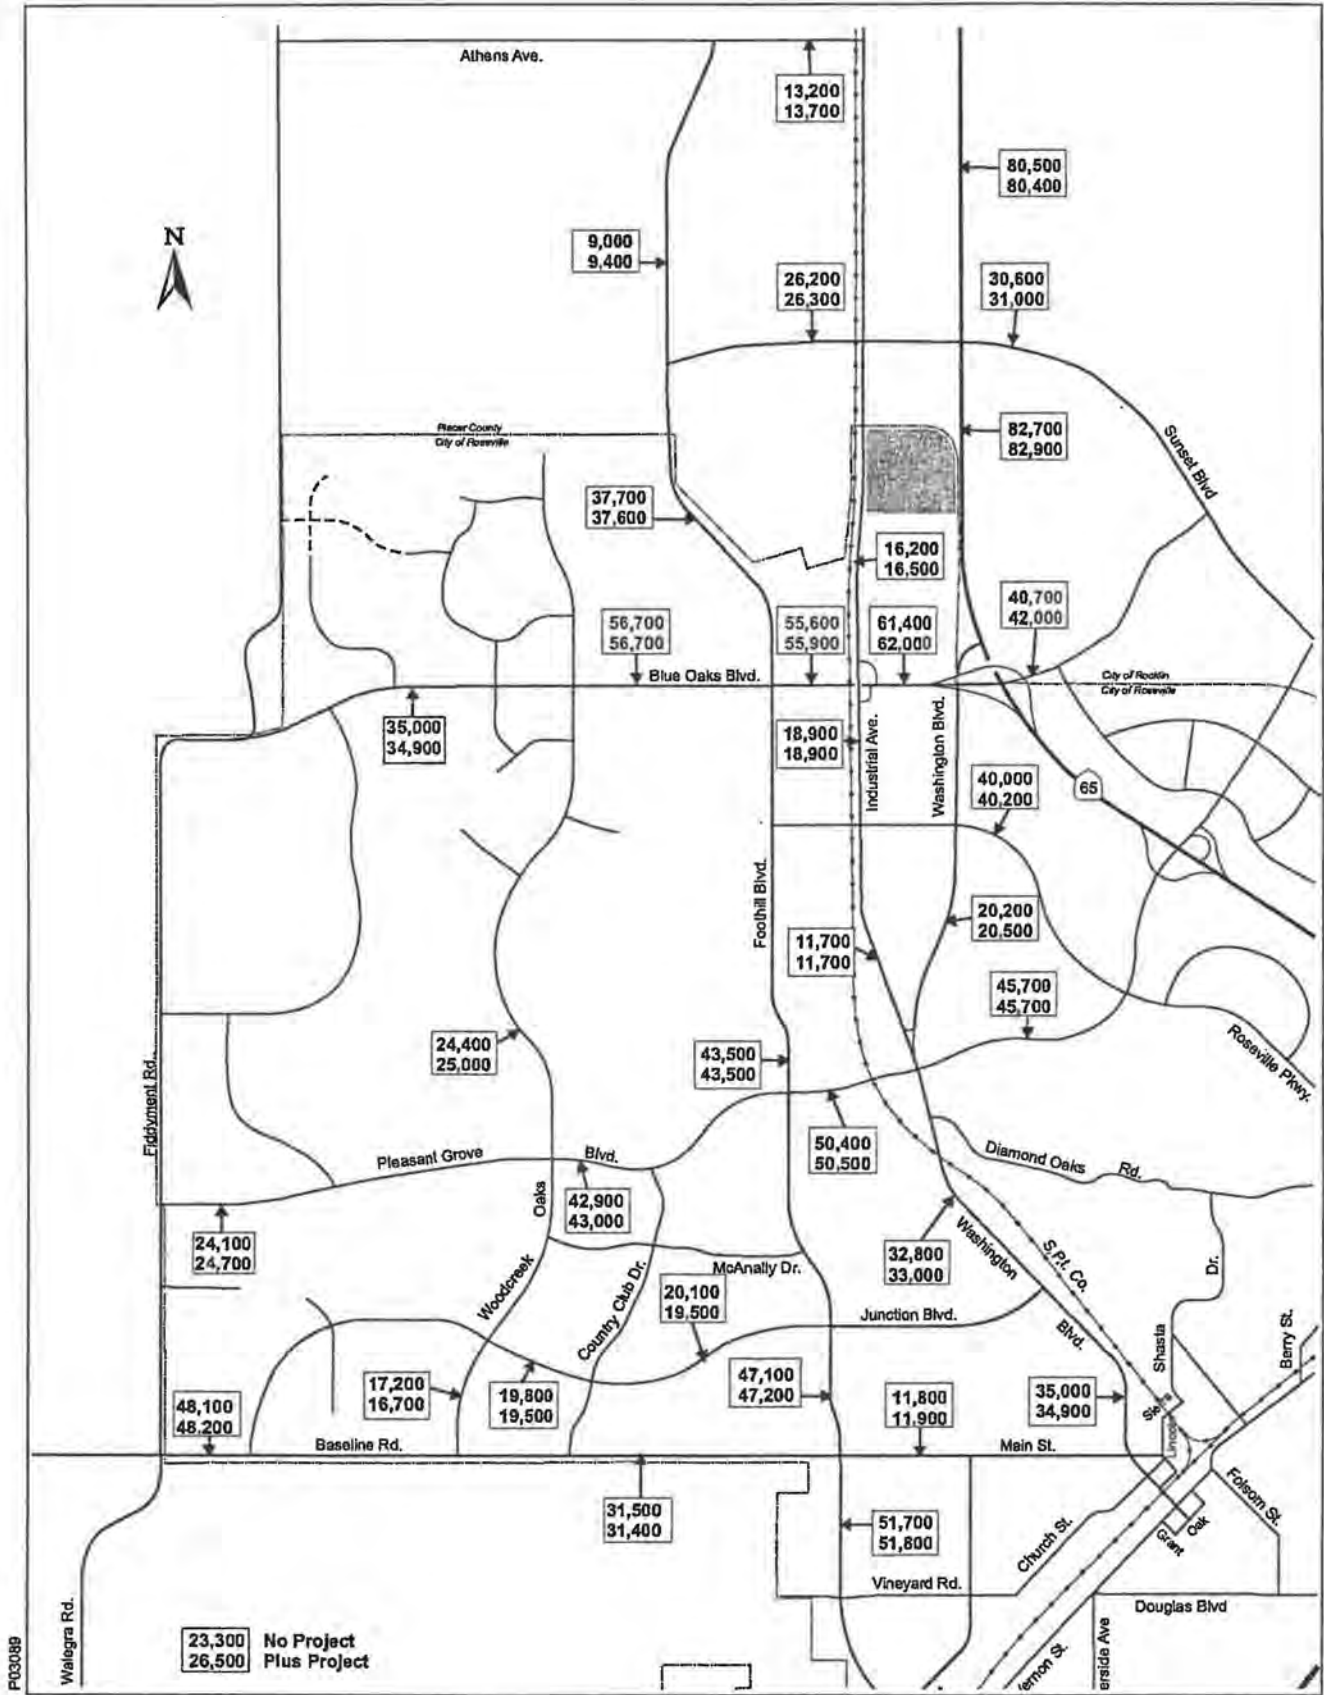 Athens Ave.
13,200
13,700
80,500
80,400
N
9,000
9,400
26,200
26,300
30,600
31,000
Placer County
City of Roseville
82,700
82,900
Sunset Blvd
37,700
37,600
16,200
16,500
40,700
42,000
56,700
56,700
55,600
55,900
61,400
62,000
Blue Oaks Blvd.
City of Rocklin
City of Roseville
35,000
34,900
18,900
18,900
Industrial Ave.
Washington Blvd.
40,000
40,200
65
Foothill Blvd.
20,200
20,500
11,700
11,700
45,700
45,700
24,400
25,000
43,500
43,500
Roseville Pkwy.
Fiddyment Rd.
50,400
50,500
Diamond Oaks Rd.
Pleasant Grove Blvd.
42,900
43,000
Oaks
24,100
24,700
32,800
33,000
Washington
S.P.t. Co.
Dr.
McAnally Dr.
Woodcreek
Country Club Dr.
20,100
19,500
Junction Blvd.
Blvd.
Shasta
Berry St.
17,200
16,700
19,800
19,500
47,100
47,200
11,800
11,900
35,000
34,900
48,100
48,200
Baseline Rd.
Main St.
Lincoln
31,500
31,400
51,700
51,800
Folsom St.
Church St.
Grant
Oak
Vineyard Rd.
Douglas Blvd
Walegra Rd.
23,300 No Project
26,500 Plus Project
ernon St.
erside Ave
P03089